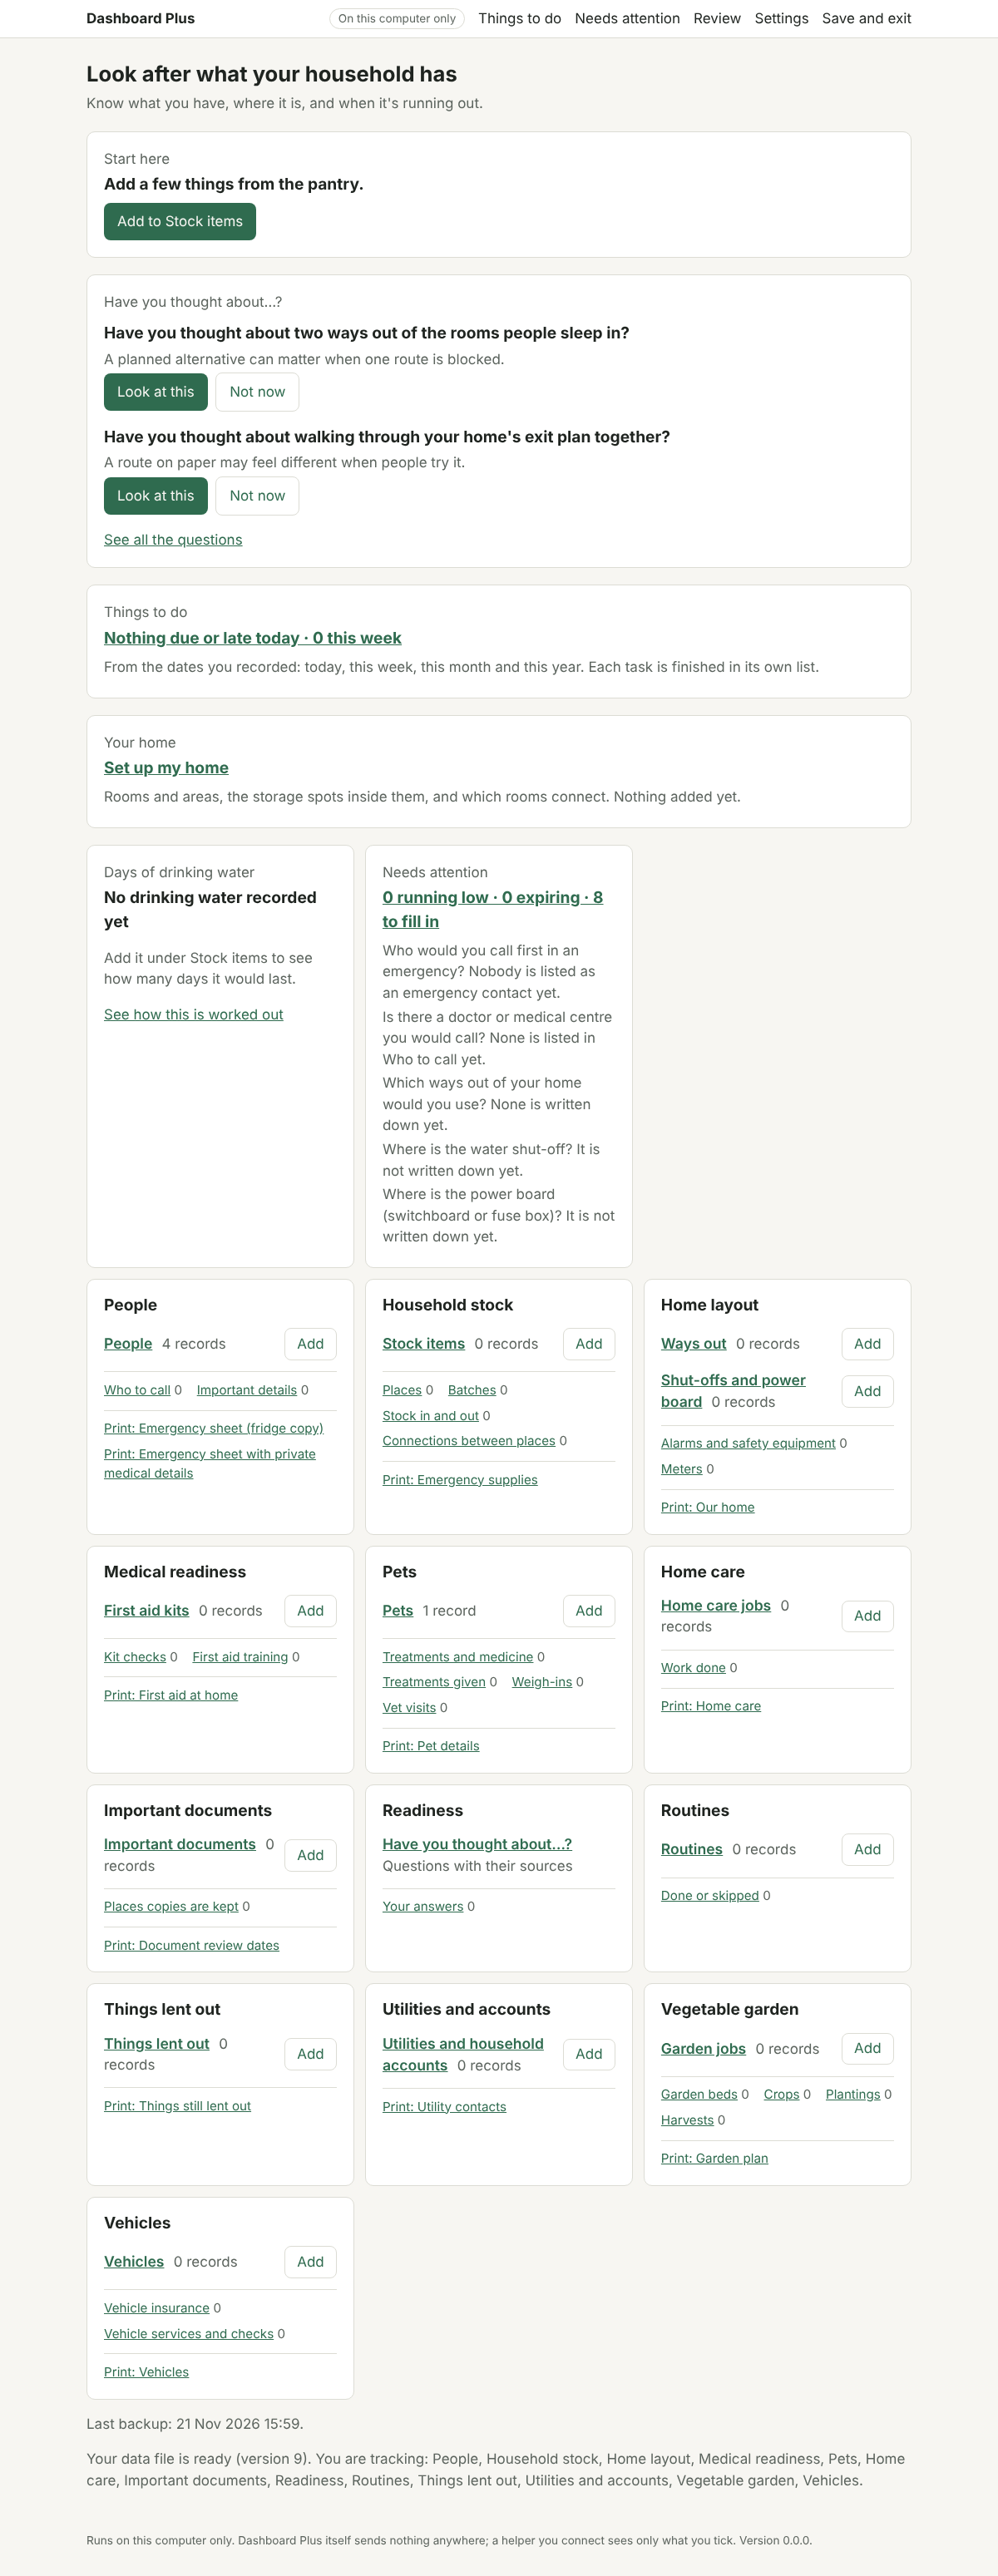 Dashboard Plus
On this computer only
Things to do
Needs attention
Review
Settings
Save and exit
Look after what your household has
Know what you have, where it is, and when it's running out.
Start here
Add a few things from the pantry.
Add to Stock items
Have you thought about...?
Have you thought about two ways out of the rooms people sleep in?
A planned alternative can matter when one route is blocked.
Look at this
Not now
Have you thought about walking through your home's exit plan together?
A route on paper may feel different when people try it.
Look at this
Not now
See all the questions
Things to do
Nothing due or late today · 0 this week
From the dates you recorded: today, this week, this month and this year. Each task is finished in its own list.
Your home
Set up my home
Rooms and areas, the storage spots inside them, and which rooms connect. Nothing added yet.
Days of drinking water
No drinking water recorded
yet
Add it under Stock items to see
how many days it would last.
See how this is worked out
Needs attention
0 running low · 0 expiring · 8
to fill in
Who would you call first in an
emergency? Nobody is listed as
an emergency contact yet.
Is there a doctor or medical centre
you would call? None is listed in
Who to call yet.
Which ways out of your home
would you use? None is written
down yet.
Where is the water shut-off? It is
not written down yet.
Where is the power board
(switchboard or fuse box)? It is not
written down yet.
People
People 4 records
Add
Who to call 0 Important details 0
Print: Emergency sheet (fridge copy)
Print: Emergency sheet with private
medical details
Household stock
Stock items 0 records
Add
Places 0 Batches 0
Stock in and out 0
Connections between places 0
Print: Emergency supplies
Home layout
Ways out 0 records
Add
Shut-offs and power
board 0 records
Add
Alarms and safety equipment 0
Meters 0
Print: Our home
Medical readiness
First aid kits 0 records
Add
Kit checks 0 First aid training 0
Print: First aid at home
Pets
Pets 1 record
Add
Treatments and medicine 0
Treatments given 0 Weigh-ins 0
Vet visits 0
Print: Pet details
Home care
Home care jobs 0
records
Add
Work done 0
Print: Home care
Important documents
Important documents 0
records
Add
Places copies are kept 0
Print: Document review dates
Readiness
Have you thought about...?
Questions with their sources
Your answers 0
Routines
Routines 0 records
Add
Done or skipped 0
Things lent out
Things lent out 0
records
Add
Print: Things still lent out
Utilities and accounts
Utilities and household
accounts 0 records
Add
Print: Utility contacts
Vegetable garden
Garden jobs 0 records
Add
Garden beds 0 Crops 0 Plantings 0
Harvests 0
Print: Garden plan
Vehicles
Vehicles 0 records
Add
Vehicle insurance 0
Vehicle services and checks 0
Print: Vehicles
Last backup: 21 Nov 2026 15:59.
Your data file is ready (version 9). You are tracking: People, Household stock, Home layout, Medical readiness, Pets, Home
care, Important documents, Readiness, Routines, Things lent out, Utilities and accounts, Vegetable garden, Vehicles.
Runs on this computer only. Dashboard Plus itself sends nothing anywhere; a helper you connect sees only what you tick. Version 0.0.0.